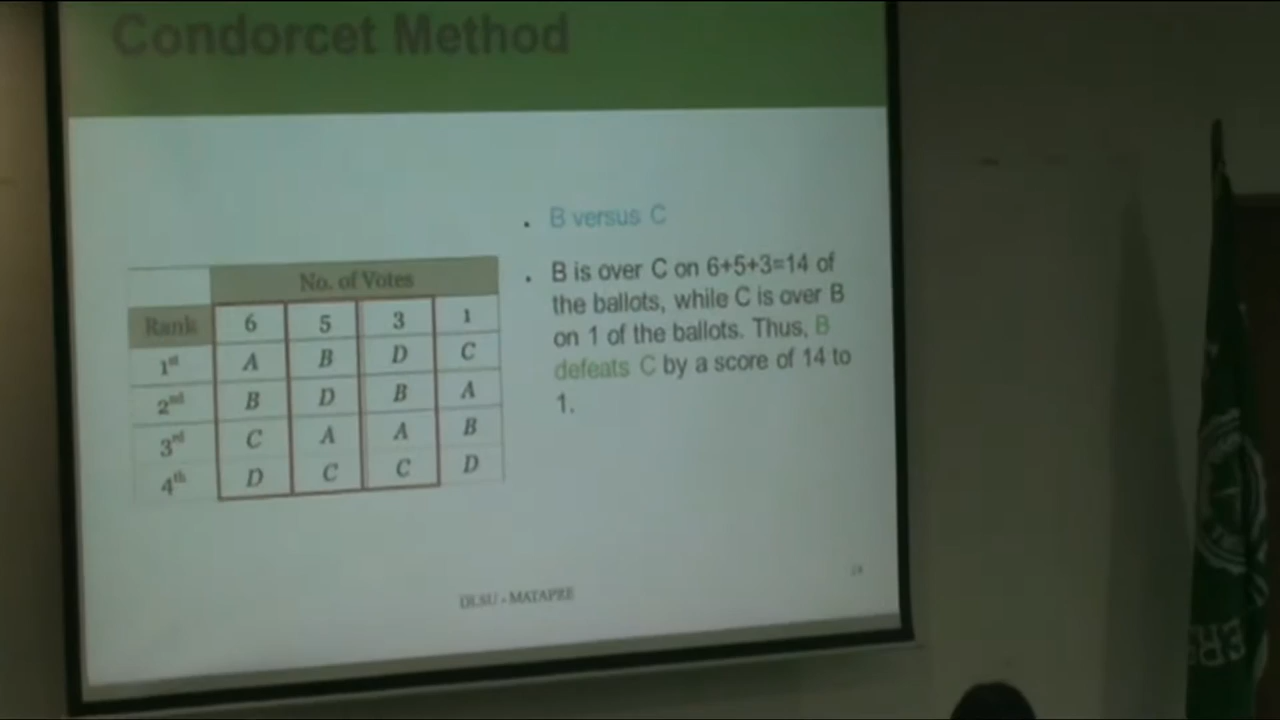 Condorcet Method
No. of Votes
Rank 6 5 3 1
1st A B D C
2nd B D B A
3rd C A A B
4th D C C D
• B versus C
• B is over C on 6+5+3=14 of
the ballots, while C is over B
on 1 of the ballots. Thus, B
defeats C by a score of 14 to
1.
DLSU - MATAPRE